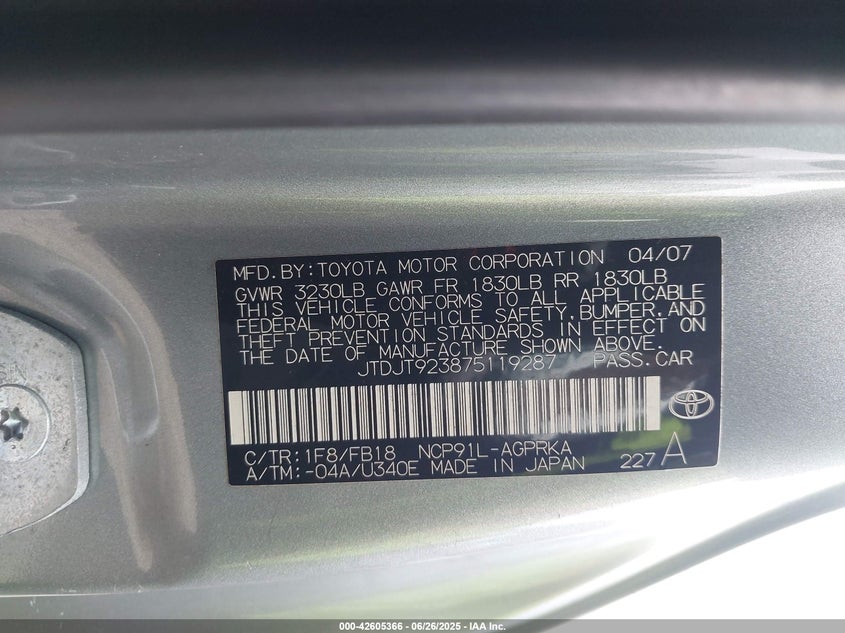 MFD.BY:TOYOTA MOTOR CORPORATION 04/07
GVWR 3230LB GAWR FR 1830LB RR 1830LB
THIS VEHICLE CONFORMS TO ALL APPLICABLE
FEDERAL MOTOR VEHICLE SAFETY,BUMPER,AND
THEFT PREVENTION STANDARDS IN EFFECT ON
THE DATE OF MANUFACTURE SHOWN ABOVE.
JTDJT923875119287 PASS.CAR
C/TR:1F8/FB18 NCP91L-AGPRKA
A/TM:-04A/U340E MADE IN JAPAN 227A
000-42605366 - 06/26/2025 - IAA Inc.